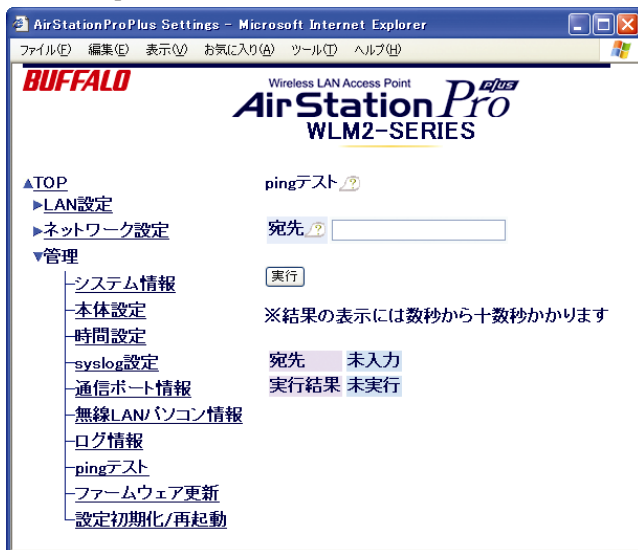 AirStationProPlus Settings - Microsoft Internet Explorer
ファイル(F) 編集(E) 表示(V) お気に入り(A) ツール(T) ヘルプ(H)
BUFFALO
Wireless LAN Access Point
AirStation Pro plus
WLM2-SERIES
▲TOP
▶LAN設定
▶ネットワーク設定
▼管理
システム情報
本体設定
時間設定
syslog設定
通信ポート情報
無線LANパソコン情報
ログ情報
pingテスト
ファームウェア更新
設定初期化/再起動
pingテスト ?
宛先 ?
実行
※結果の表示には数秒から十数秒かかります
宛先 未入力
実行結果 未実行